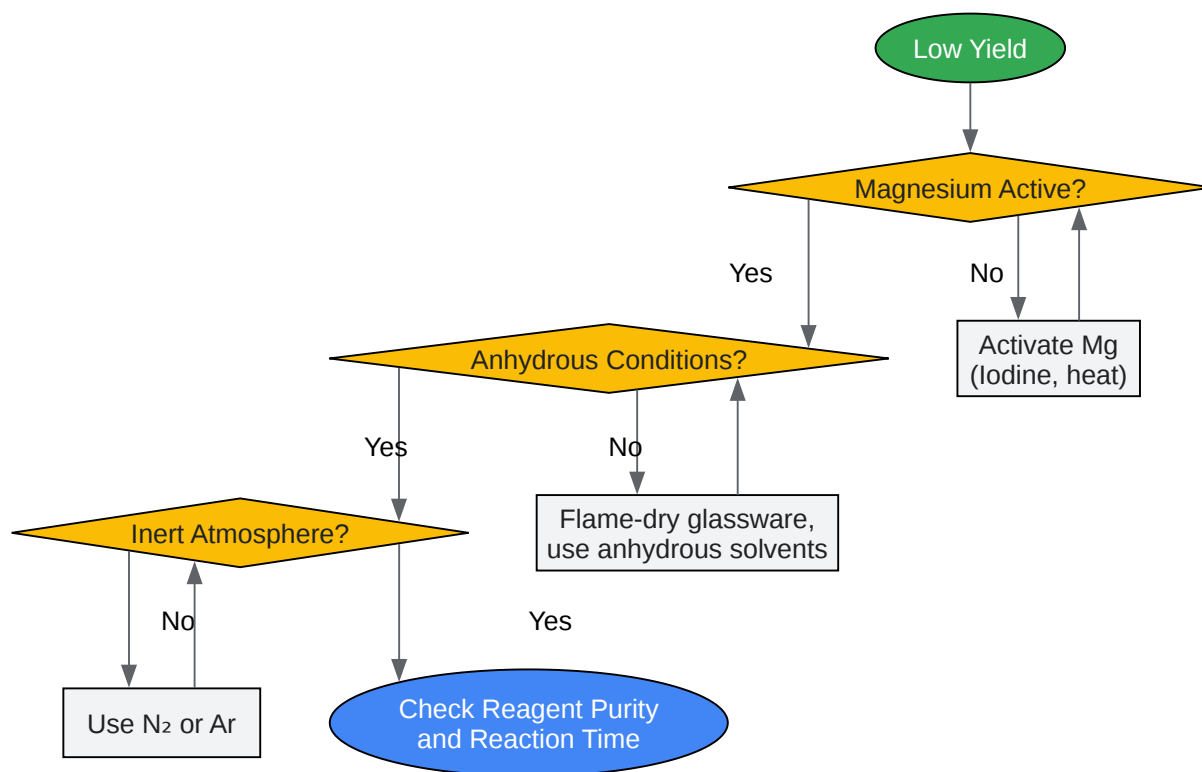 Low Yield
Magnesium Active?
Yes
No
Activate Mg
(Iodine, heat)
Anhydrous Conditions?
Yes
No
Flame-dry glassware,
use anhydrous solvents
Inert Atmosphere?
No
Yes
Use N₂ or Ar
Check Reagent Purity
and Reaction Time